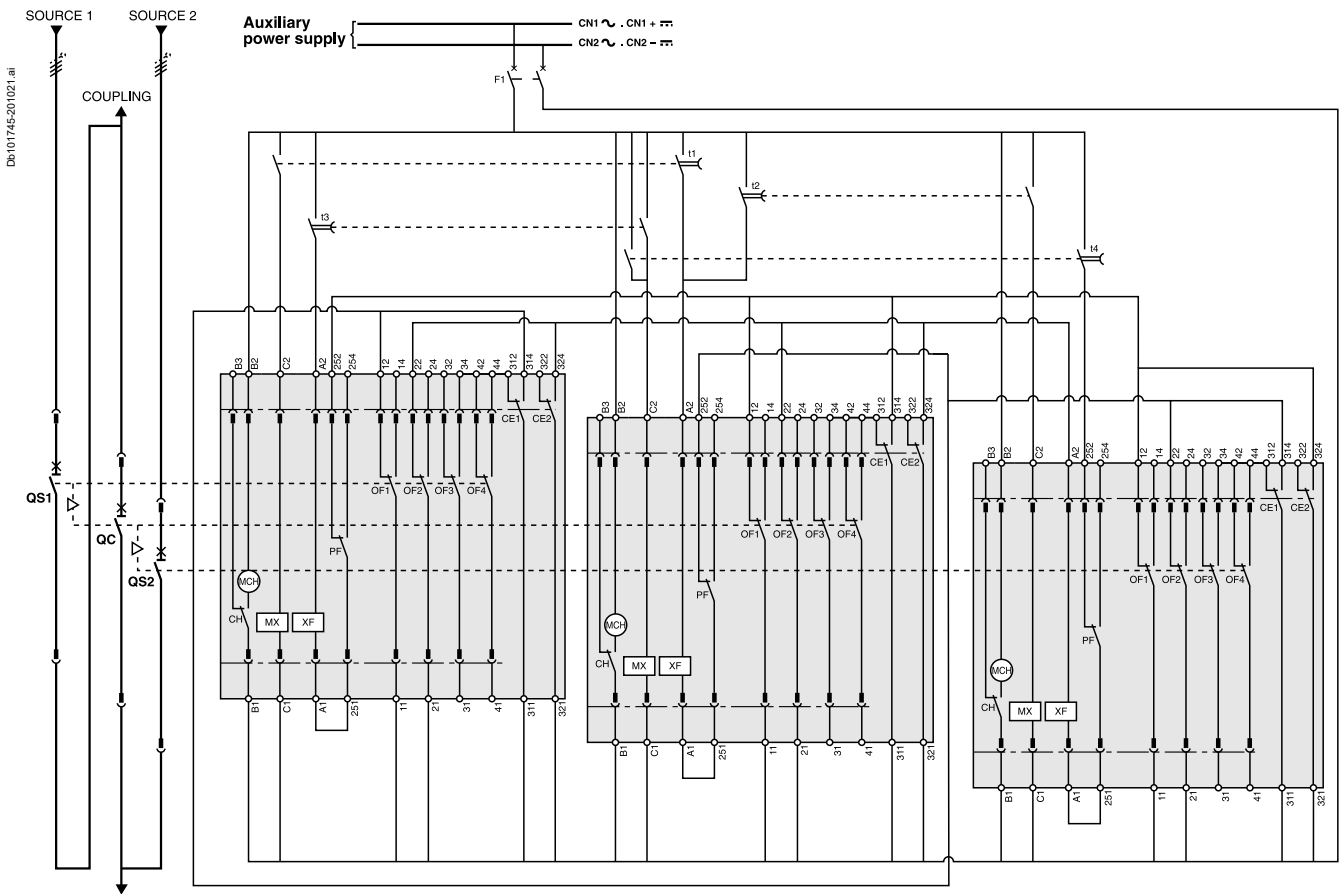 SOURCE 1 SOURCE 2
Auxiliary
power supply
CN1 ~ . CN1 + ⎓
CN2 ~ . CN2 – ⎓
Db101745-201021.ai
COUPLING
F1
t1
t2
t3
t4
B3 B2 C2 A2 252 254 12 14 22 24 32 34 42 44 312 314 322 324
CE1 CE2
B3 B2 C2 A2 252 254 12 14 22 24 32 34 42 44 312 314 322 324
CE1 CE2
B3 B2 C2 A2 252 254 12 14 22 24 32 34 42 44 312 314 322 324
CE1 CE2
QS1
QC
QS2
OF1 OF2 OF3 OF4
PF
MCH
CH MX XF
B1 C1 A1 251 11 21 31 41 311 321
OF1 OF2 OF3 OF4
PF
MCH
CH MX XF
B1 C1 A1 251 11 21 31 41 311 321
OF1 OF2 OF3 OF4
PF
MCH
CH MX XF
B1 C1 A1 251 11 21 31 41 311 321